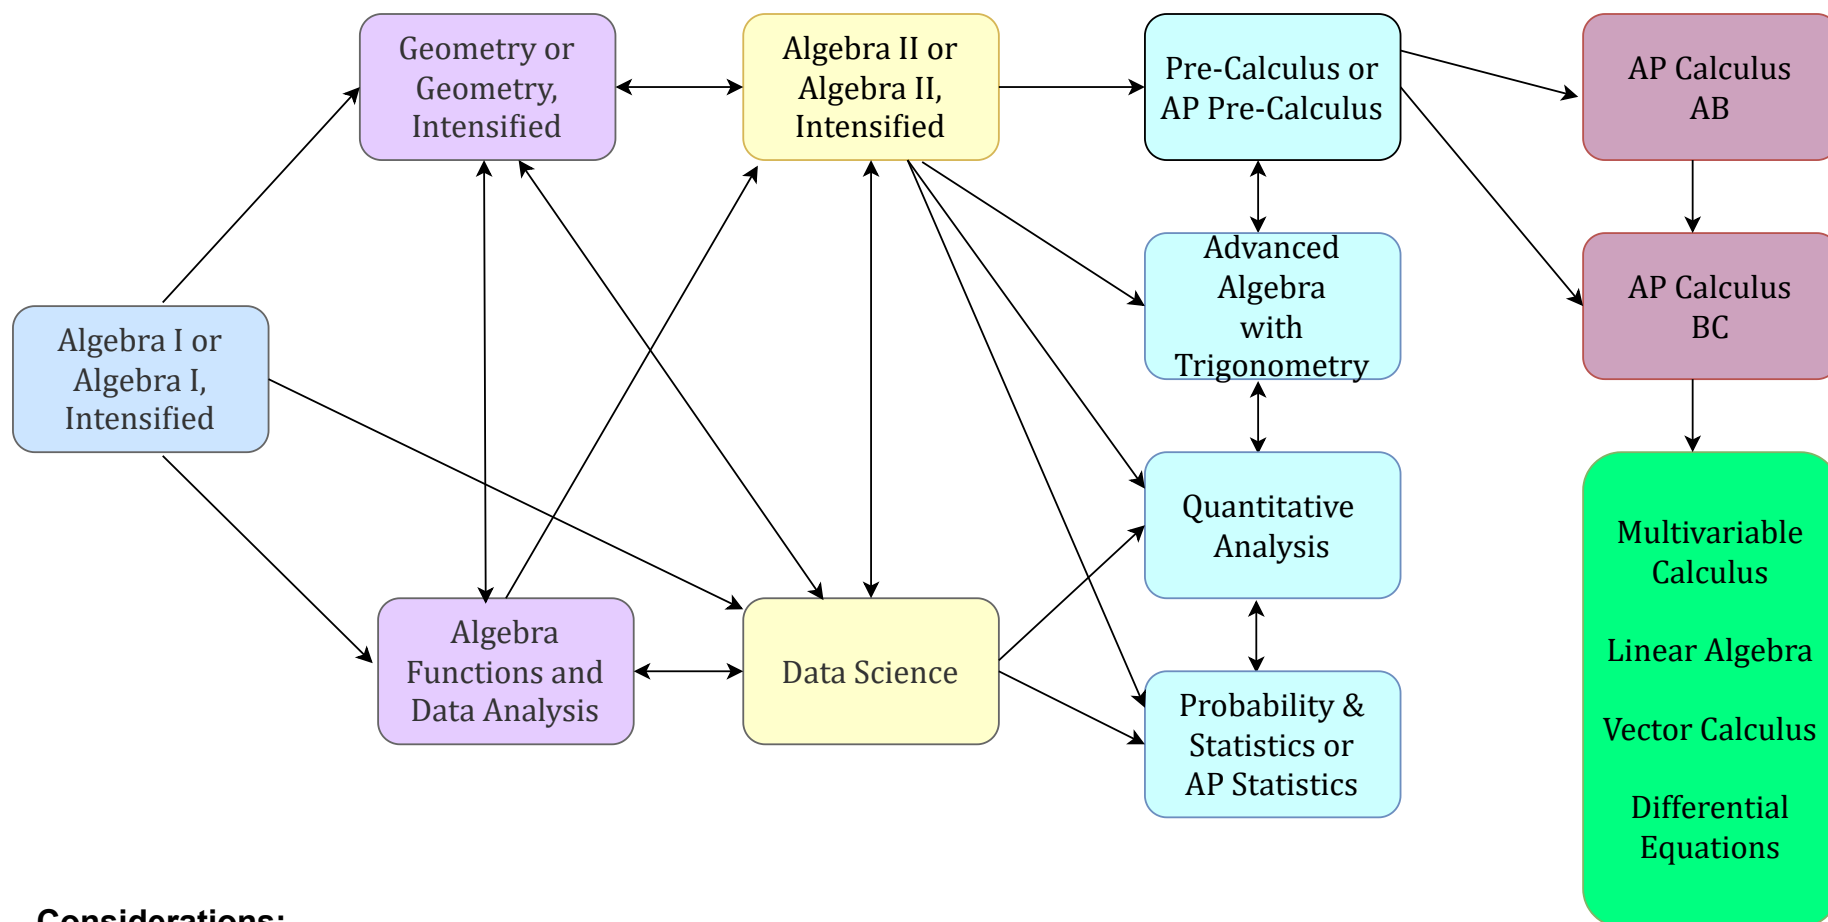 Geometry or
Geometry,
Intensified
Algebra II or
Algebra II,
Intensified
Pre-Calculus or
AP Pre-Calculus
AP Calculus
AB
Algebra I or
Algebra I,
Intensified
Advanced
Algebra
with
Trigonometry
AP Calculus
BC
Quantitative
Analysis
Algebra
Functions and
Data Analysis
Data Science
Probability &
Statistics or
AP Statistics
Multivariable
Calculus
Linear Algebra
Vector Calculus
Differential
Equations
Considerations: